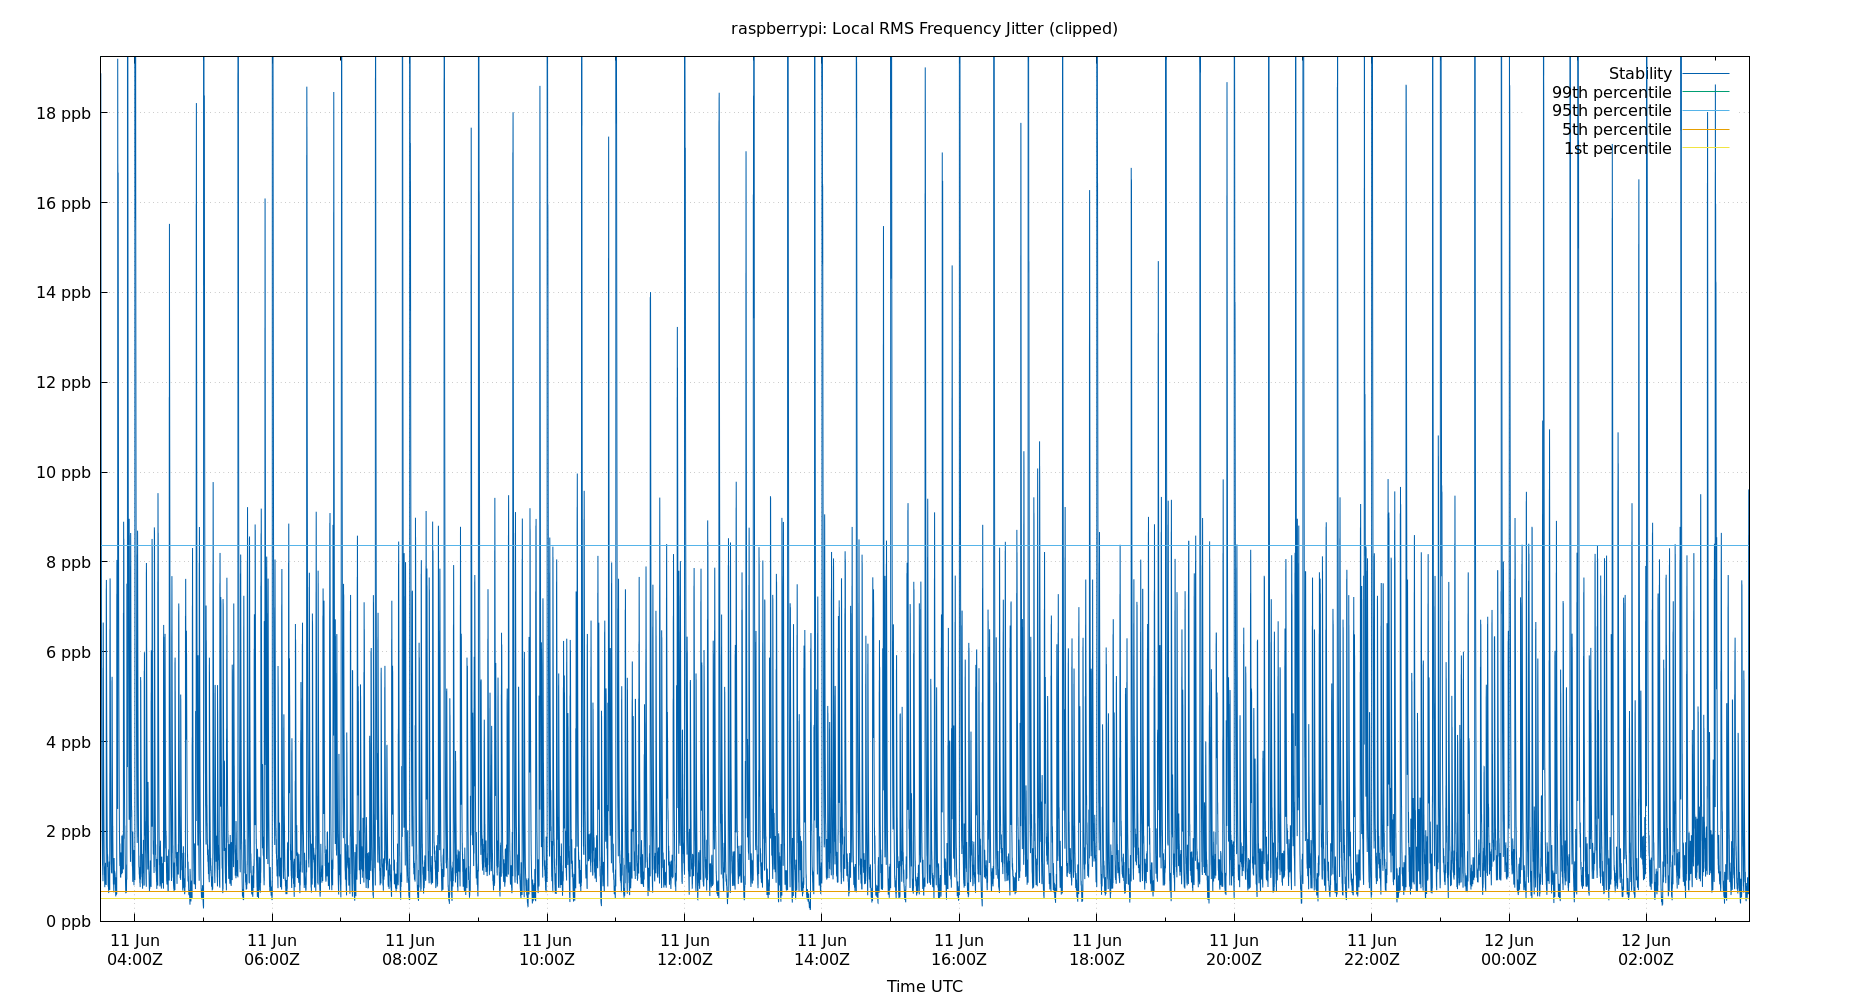 raspberrypi: Local RMS Frequency Jitter (clipped)
Stability
99th percentile
95th percentile
5th percentile
1st percentile
18 ppb
16 ppb
14 ppb
12 ppb
10 ppb
8 ppb
6 ppb
4 ppb
2 ppb
0 ppb
11 Jun 11 Jun 11 Jun 11 Jun 11 Jun 11 Jun 11 Jun 11 Jun 11 Jun 11 Jun 12 Jun 12 Jun
04:00Z 06:00Z 08:00Z 10:00Z 12:00Z 14:00Z 16:00Z 18:00Z 20:00Z 22:00Z 00:00Z 02:00Z
Time UTC